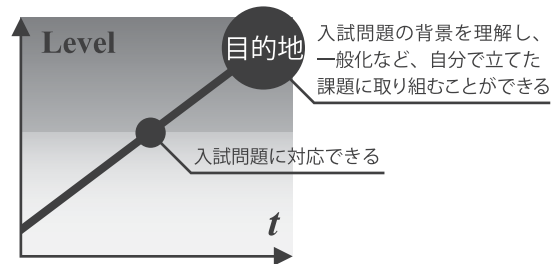 Level
目的地
入試問題の背景を理解し、
一般化など、自分で立てた
課題に取り組むことができる
入試問題に対応できる
t